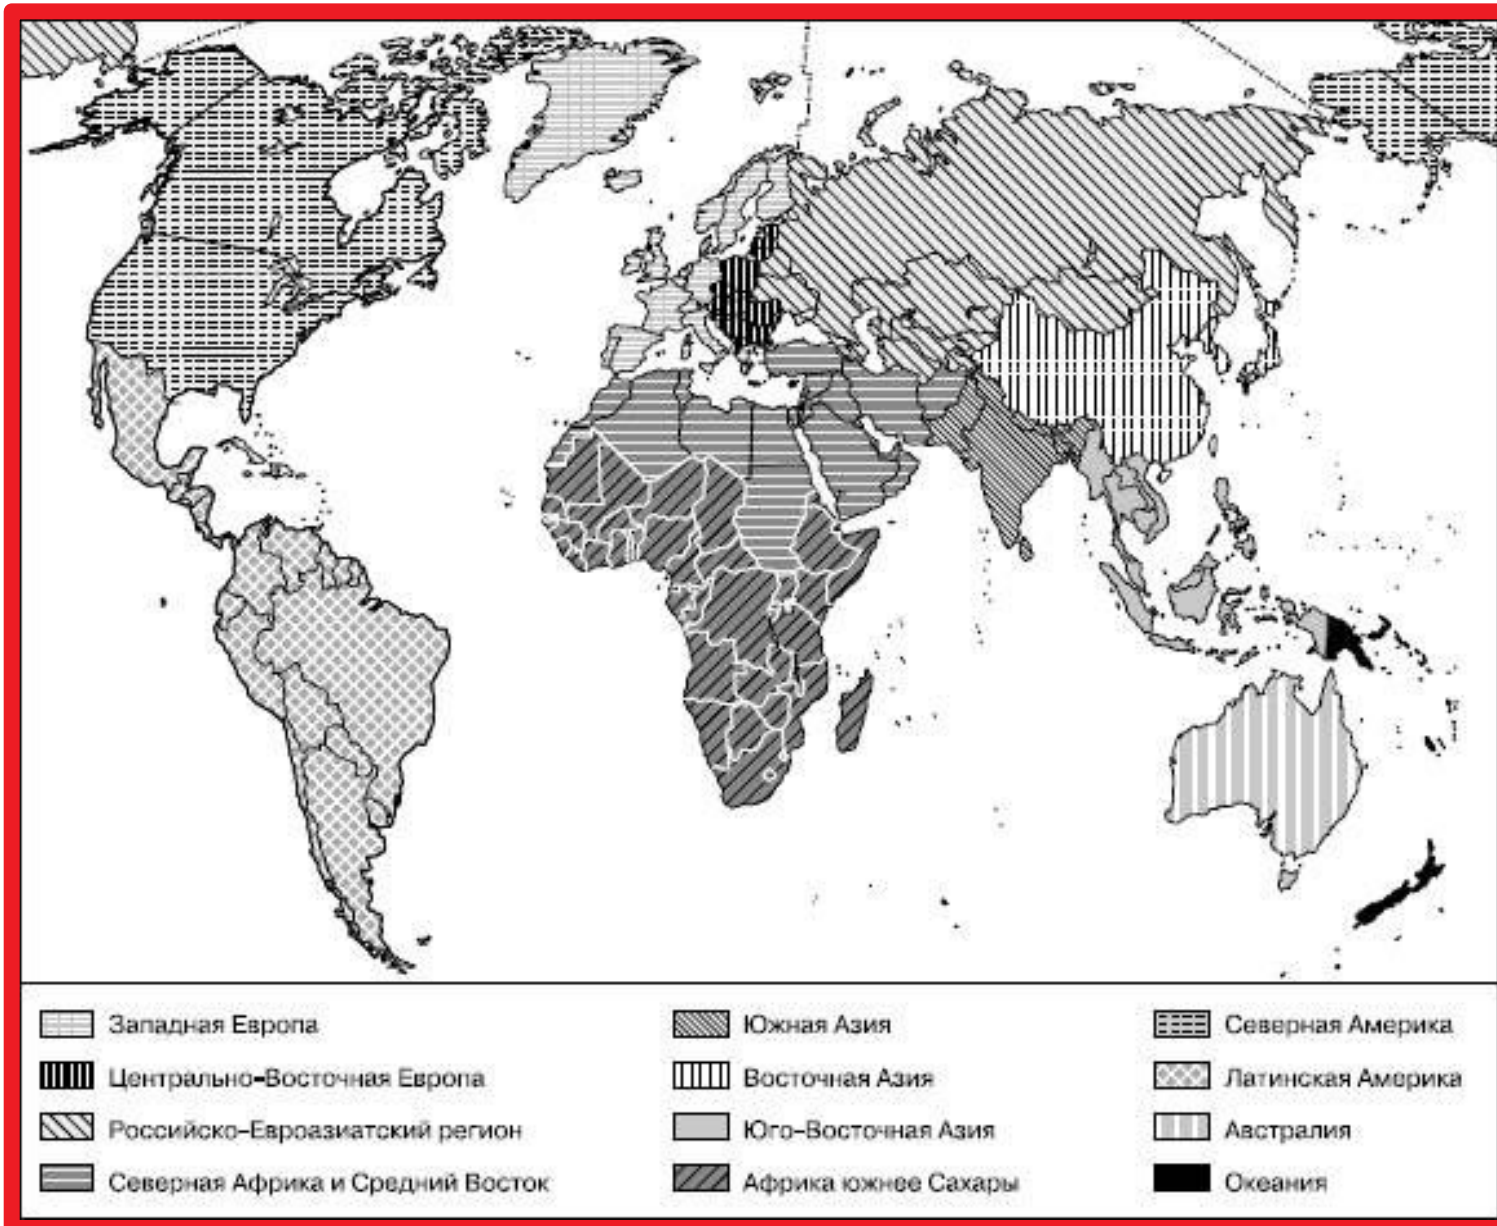 Западная Европа
Центрально-Восточная Европа
Российско-Евроазиатский регион
Северная Африка и Средний Восток
Южная Азия
Восточная Азия
Юго-Восточная Азия
Африка южнее Сахары
Северная Америка
Латинская Америка
Австралия
Океания